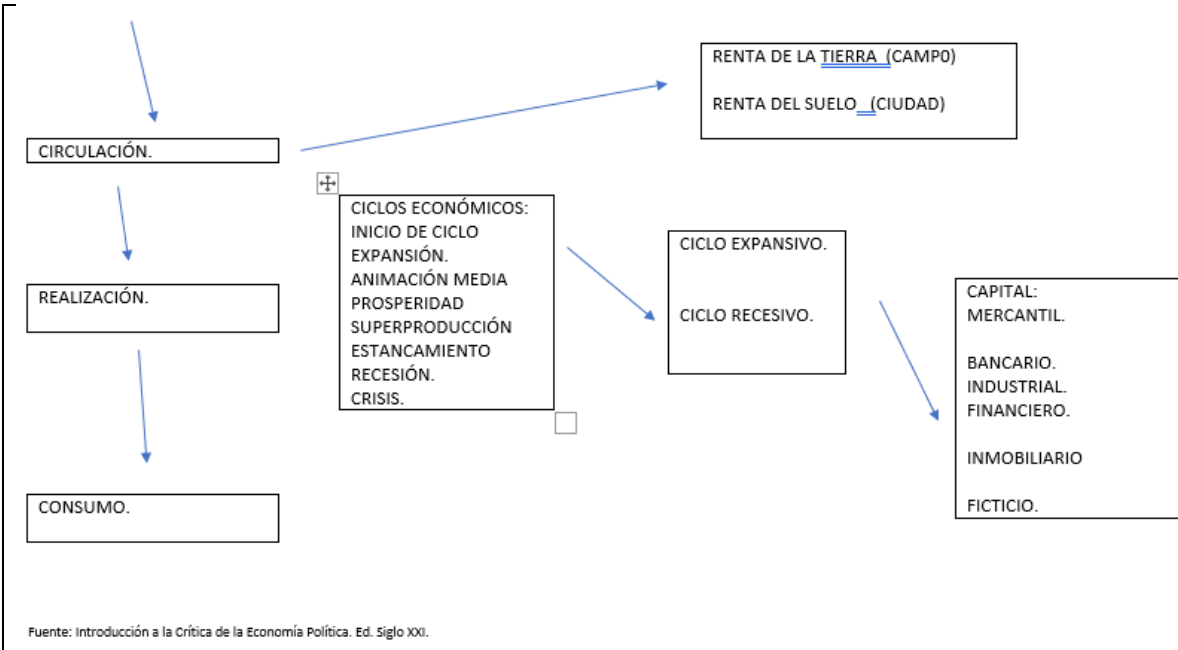 RENTA DE LA TIERRA (CAMP0)
RENTA DEL SUELO (CIUDAD)
CIRCULACIÓN.
CICLOS ECONÓMICOS:
INICIO DE CICLO
EXPANSIÓN.
ANIMACIÓN MEDIA
PROSPERIDAD
SUPERPRODUCCIÓN
ESTANCAMIENTO
RECESIÓN.
CRISIS.
CICLO EXPANSIVO.
CICLO RECESIVO.
REALIZACIÓN.
CAPITAL:
MERCANTIL.
BANCARIO.
INDUSTRIAL.
FINANCIERO.
INMOBILIARIO
FICTICIO.
CONSUMO.
Fuente: Introducción a la Crítica de la Economía Política. Ed. Siglo XXI.